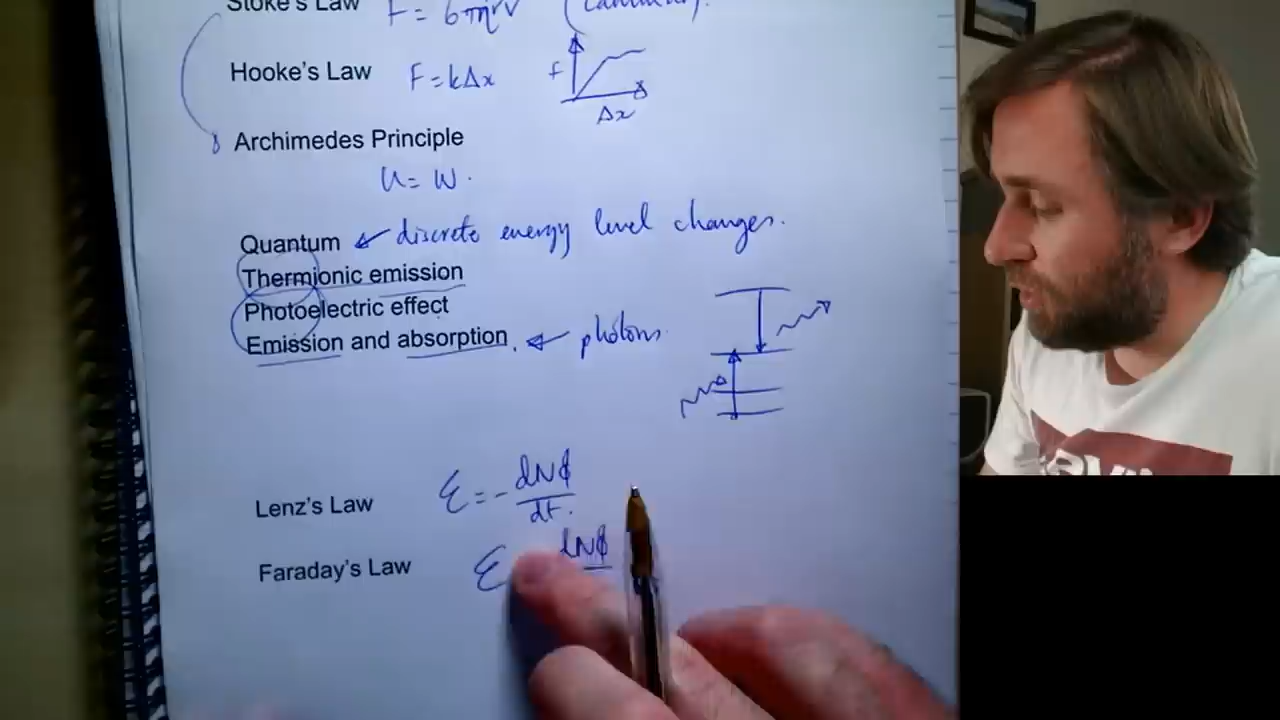 Stoke's Law F = 6πηrv
Hooke's Law F = kΔx F Δx
Archimedes Principle
U = W.
Quantum discrete energy level changes.
Thermionic emission
Photoelectric effect
Emission and absorption. photons.
Lenz's Law ε = - dNϕ
dt.
Faraday's Law ε dNϕ